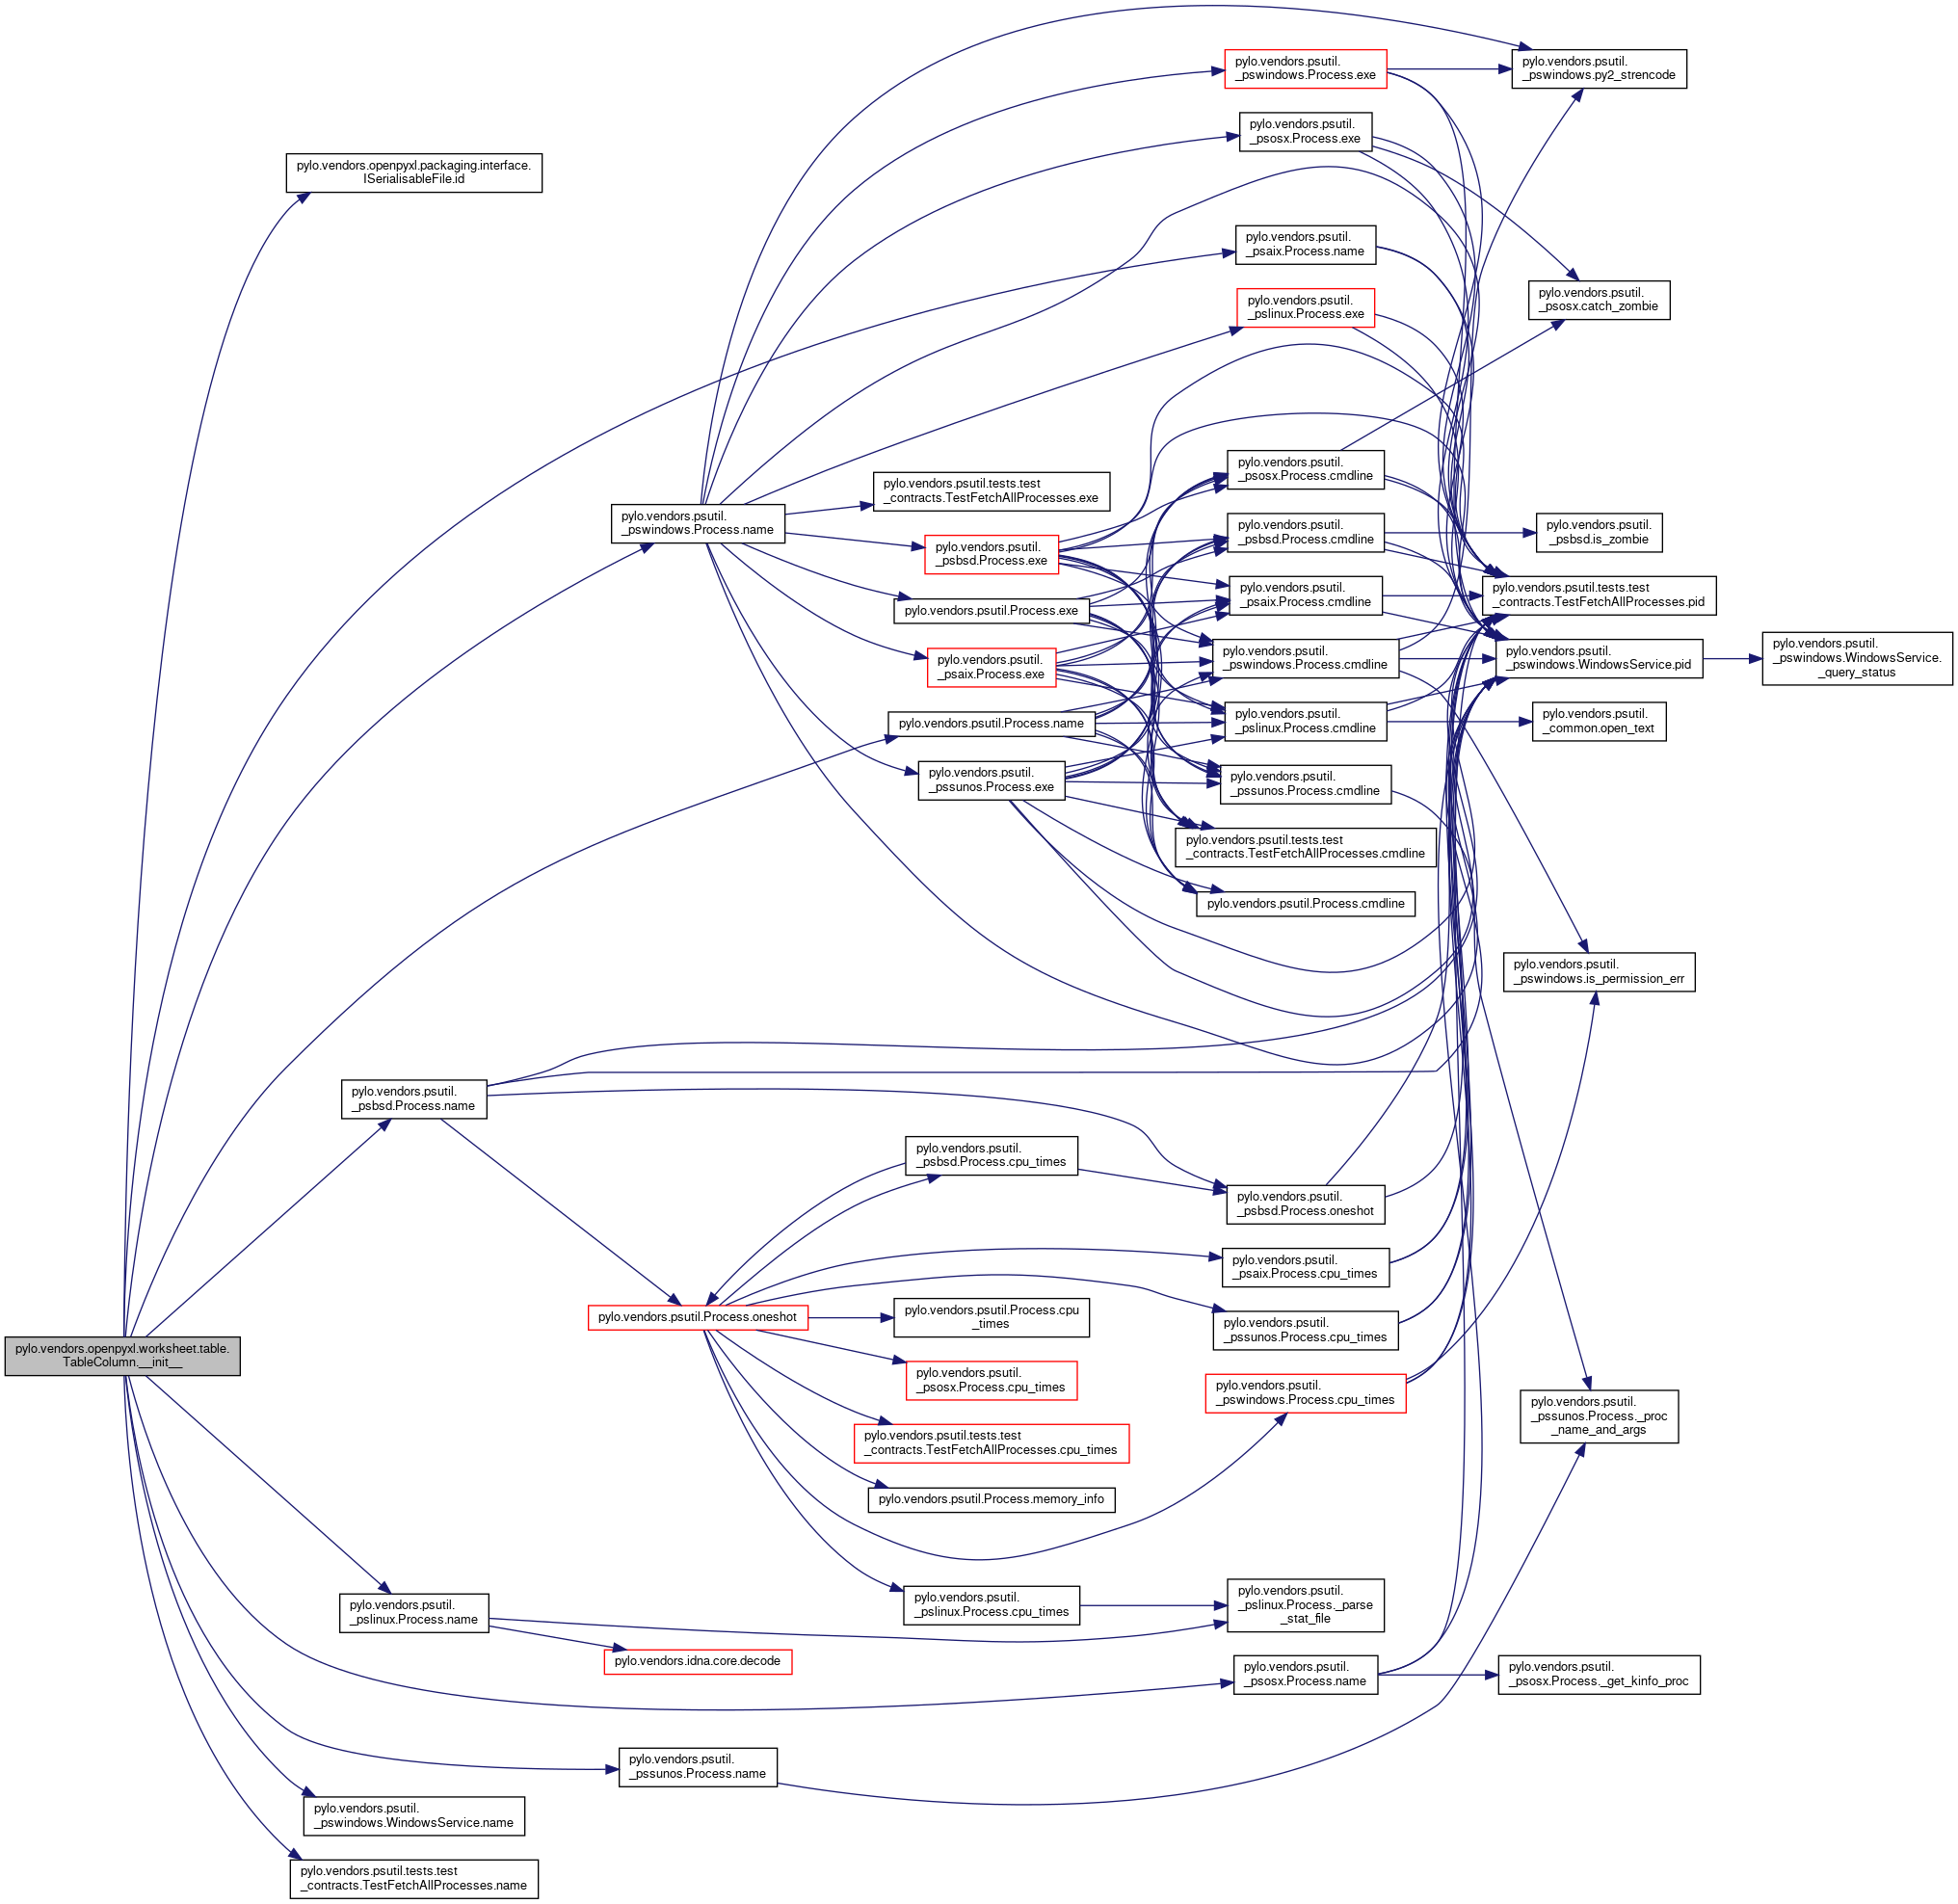 pylo.vendors.openpyxl.worksheet.table.
TableColumn.__init__
pylo.vendors.openpyxl.packaging.interface.
ISerialisableFile.id
pylo.vendors.psutil.
_pswindows.Process.name
pylo.vendors.psutil.
_psbsd.Process.name
pylo.vendors.psutil.
_pslinux.Process.name
pylo.vendors.psutil.
_pswindows.WindowsService.name
pylo.vendors.psutil.tests.test
_contracts.TestFetchAllProcesses.name
pylo.vendors.psutil.Process.oneshot
pylo.vendors.idna.core.decode
pylo.vendors.psutil.
_pssunos.Process.name
pylo.vendors.psutil.tests.test
_contracts.TestFetchAllProcesses.exe
pylo.vendors.psutil.
_psbsd.Process.exe
pylo.vendors.psutil.Process.exe
pylo.vendors.psutil.
_psaix.Process.exe
pylo.vendors.psutil.Process.name
pylo.vendors.psutil.
_pssunos.Process.exe
pylo.vendors.psutil.
_psbsd.Process.cpu_times
pylo.vendors.psutil.Process.cpu
_times
pylo.vendors.psutil.
_psosx.Process.cpu_times
pylo.vendors.psutil.tests.test
_contracts.TestFetchAllProcesses.cpu_times
pylo.vendors.psutil.Process.memory_info
pylo.vendors.psutil.
_pslinux.Process.cpu_times
pylo.vendors.psutil.
_pswindows.Process.exe
pylo.vendors.psutil.
_psosx.Process.exe
pylo.vendors.psutil.
_psaix.Process.name
pylo.vendors.psutil.
_pslinux.Process.exe
pylo.vendors.psutil.
_psosx.Process.cmdline
pylo.vendors.psutil.
_psbsd.Process.cmdline
pylo.vendors.psutil.
_psaix.Process.cmdline
pylo.vendors.psutil.
_pswindows.Process.cmdline
pylo.vendors.psutil.
_pslinux.Process.cmdline
pylo.vendors.psutil.
_pssunos.Process.cmdline
pylo.vendors.psutil.tests.test
_contracts.TestFetchAllProcesses.cmdline
pylo.vendors.psutil.Process.cmdline
pylo.vendors.psutil.
_psbsd.Process.oneshot
pylo.vendors.psutil.
_psaix.Process.cpu_times
pylo.vendors.psutil.
_pssunos.Process.cpu_times
pylo.vendors.psutil.
_pswindows.Process.cpu_times
pylo.vendors.psutil.
_pslinux.Process._parse
_stat_file
pylo.vendors.psutil.
_psosx.Process.name
pylo.vendors.psutil.
_pswindows.py2_strencode
pylo.vendors.psutil.
_psosx.catch_zombie
pylo.vendors.psutil.
_psbsd.is_zombie
pylo.vendors.psutil.tests.test
_contracts.TestFetchAllProcesses.pid
pylo.vendors.psutil.
_pswindows.WindowsService.pid
pylo.vendors.psutil.
_common.open_text
pylo.vendors.psutil.
_pswindows.is_permission_err
pylo.vendors.psutil.
_pssunos.Process._proc
_name_and_args
pylo.vendors.psutil.
_psosx.Process._get_kinfo_proc
pylo.vendors.psutil.
_pswindows.WindowsService.
_query_status